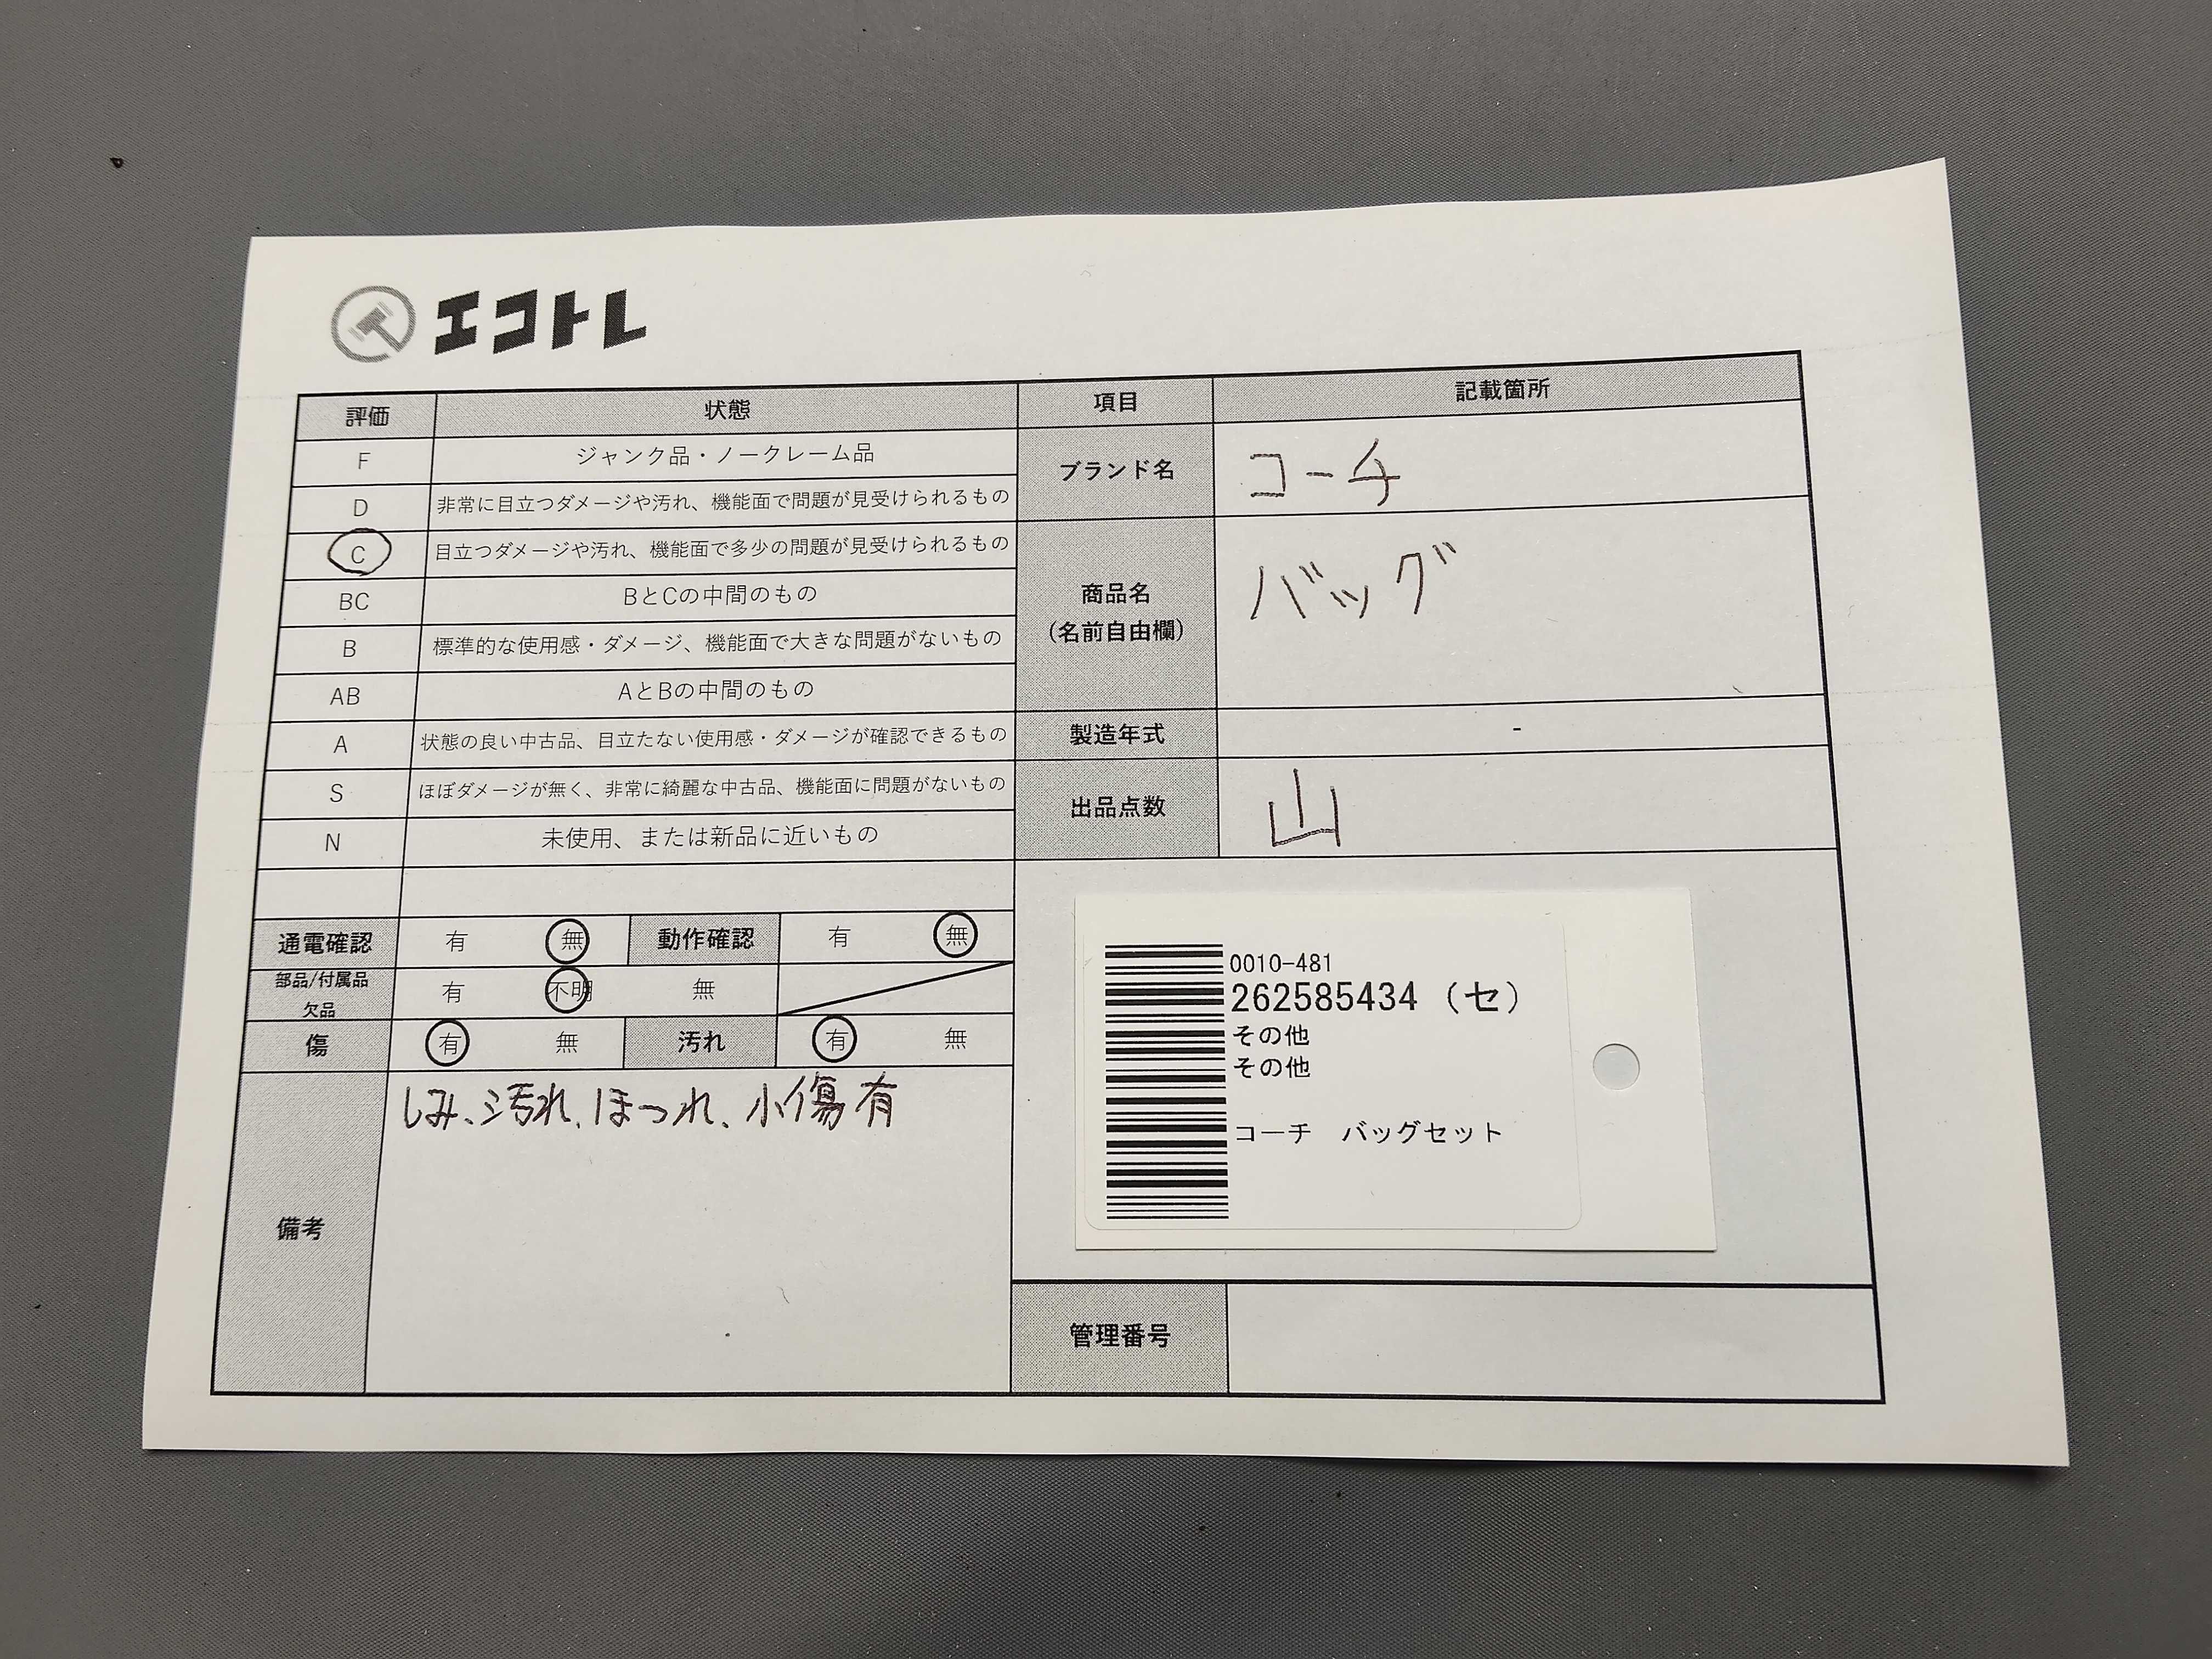 エコトレ
評価 状態
F ジャンク品・ノークレーム品
D 非常に目立つダメージや汚れ、機能面で問題が見受けられるもの
C 目立つダメージや汚れ、機能面で多少の問題が見受けられるもの
BC BとCの中間のもの
B 標準的な使用感・ダメージ、機能面で大きな問題がないもの
AB AとBの中間のもの
A 状態の良い中古品、目立たない使用感・ダメージが確認できるもの
S ほぼダメージが無く、非常に綺麗な中古品、機能面に問題がないもの
N 未使用、または新品に近いもの
通電確認 有 無 動作確認 有 無
部品/付属品
欠品 有 不明 無
傷 有 無 汚れ 有 無
備考 しみ、汚れ、ほつれ、小傷有
項目 記載箇所
ブランド名 コーチ
商品名
(名前自由欄) バッグ
製造年式 -
出品点数 山
0010-481
262585434 (セ)
その他
その他
コーチ バッグセット
管理番号